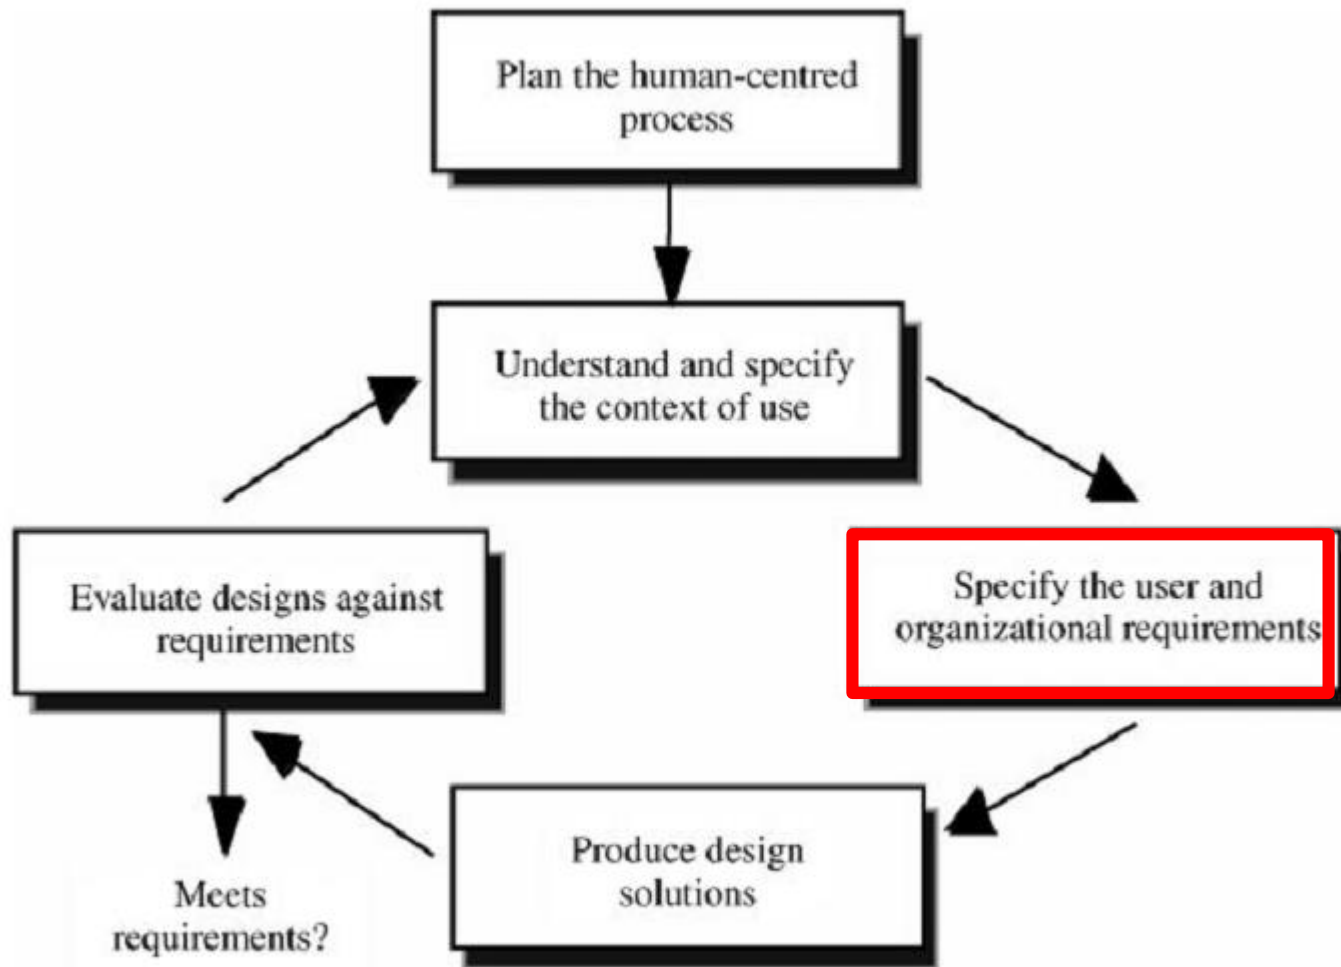 Plan the human-centred
process
Understand and specify
the context of use
Evaluate designs against
requirements
Specify the user and
organizational requirements
Produce design
solutions
Meets
requirements?